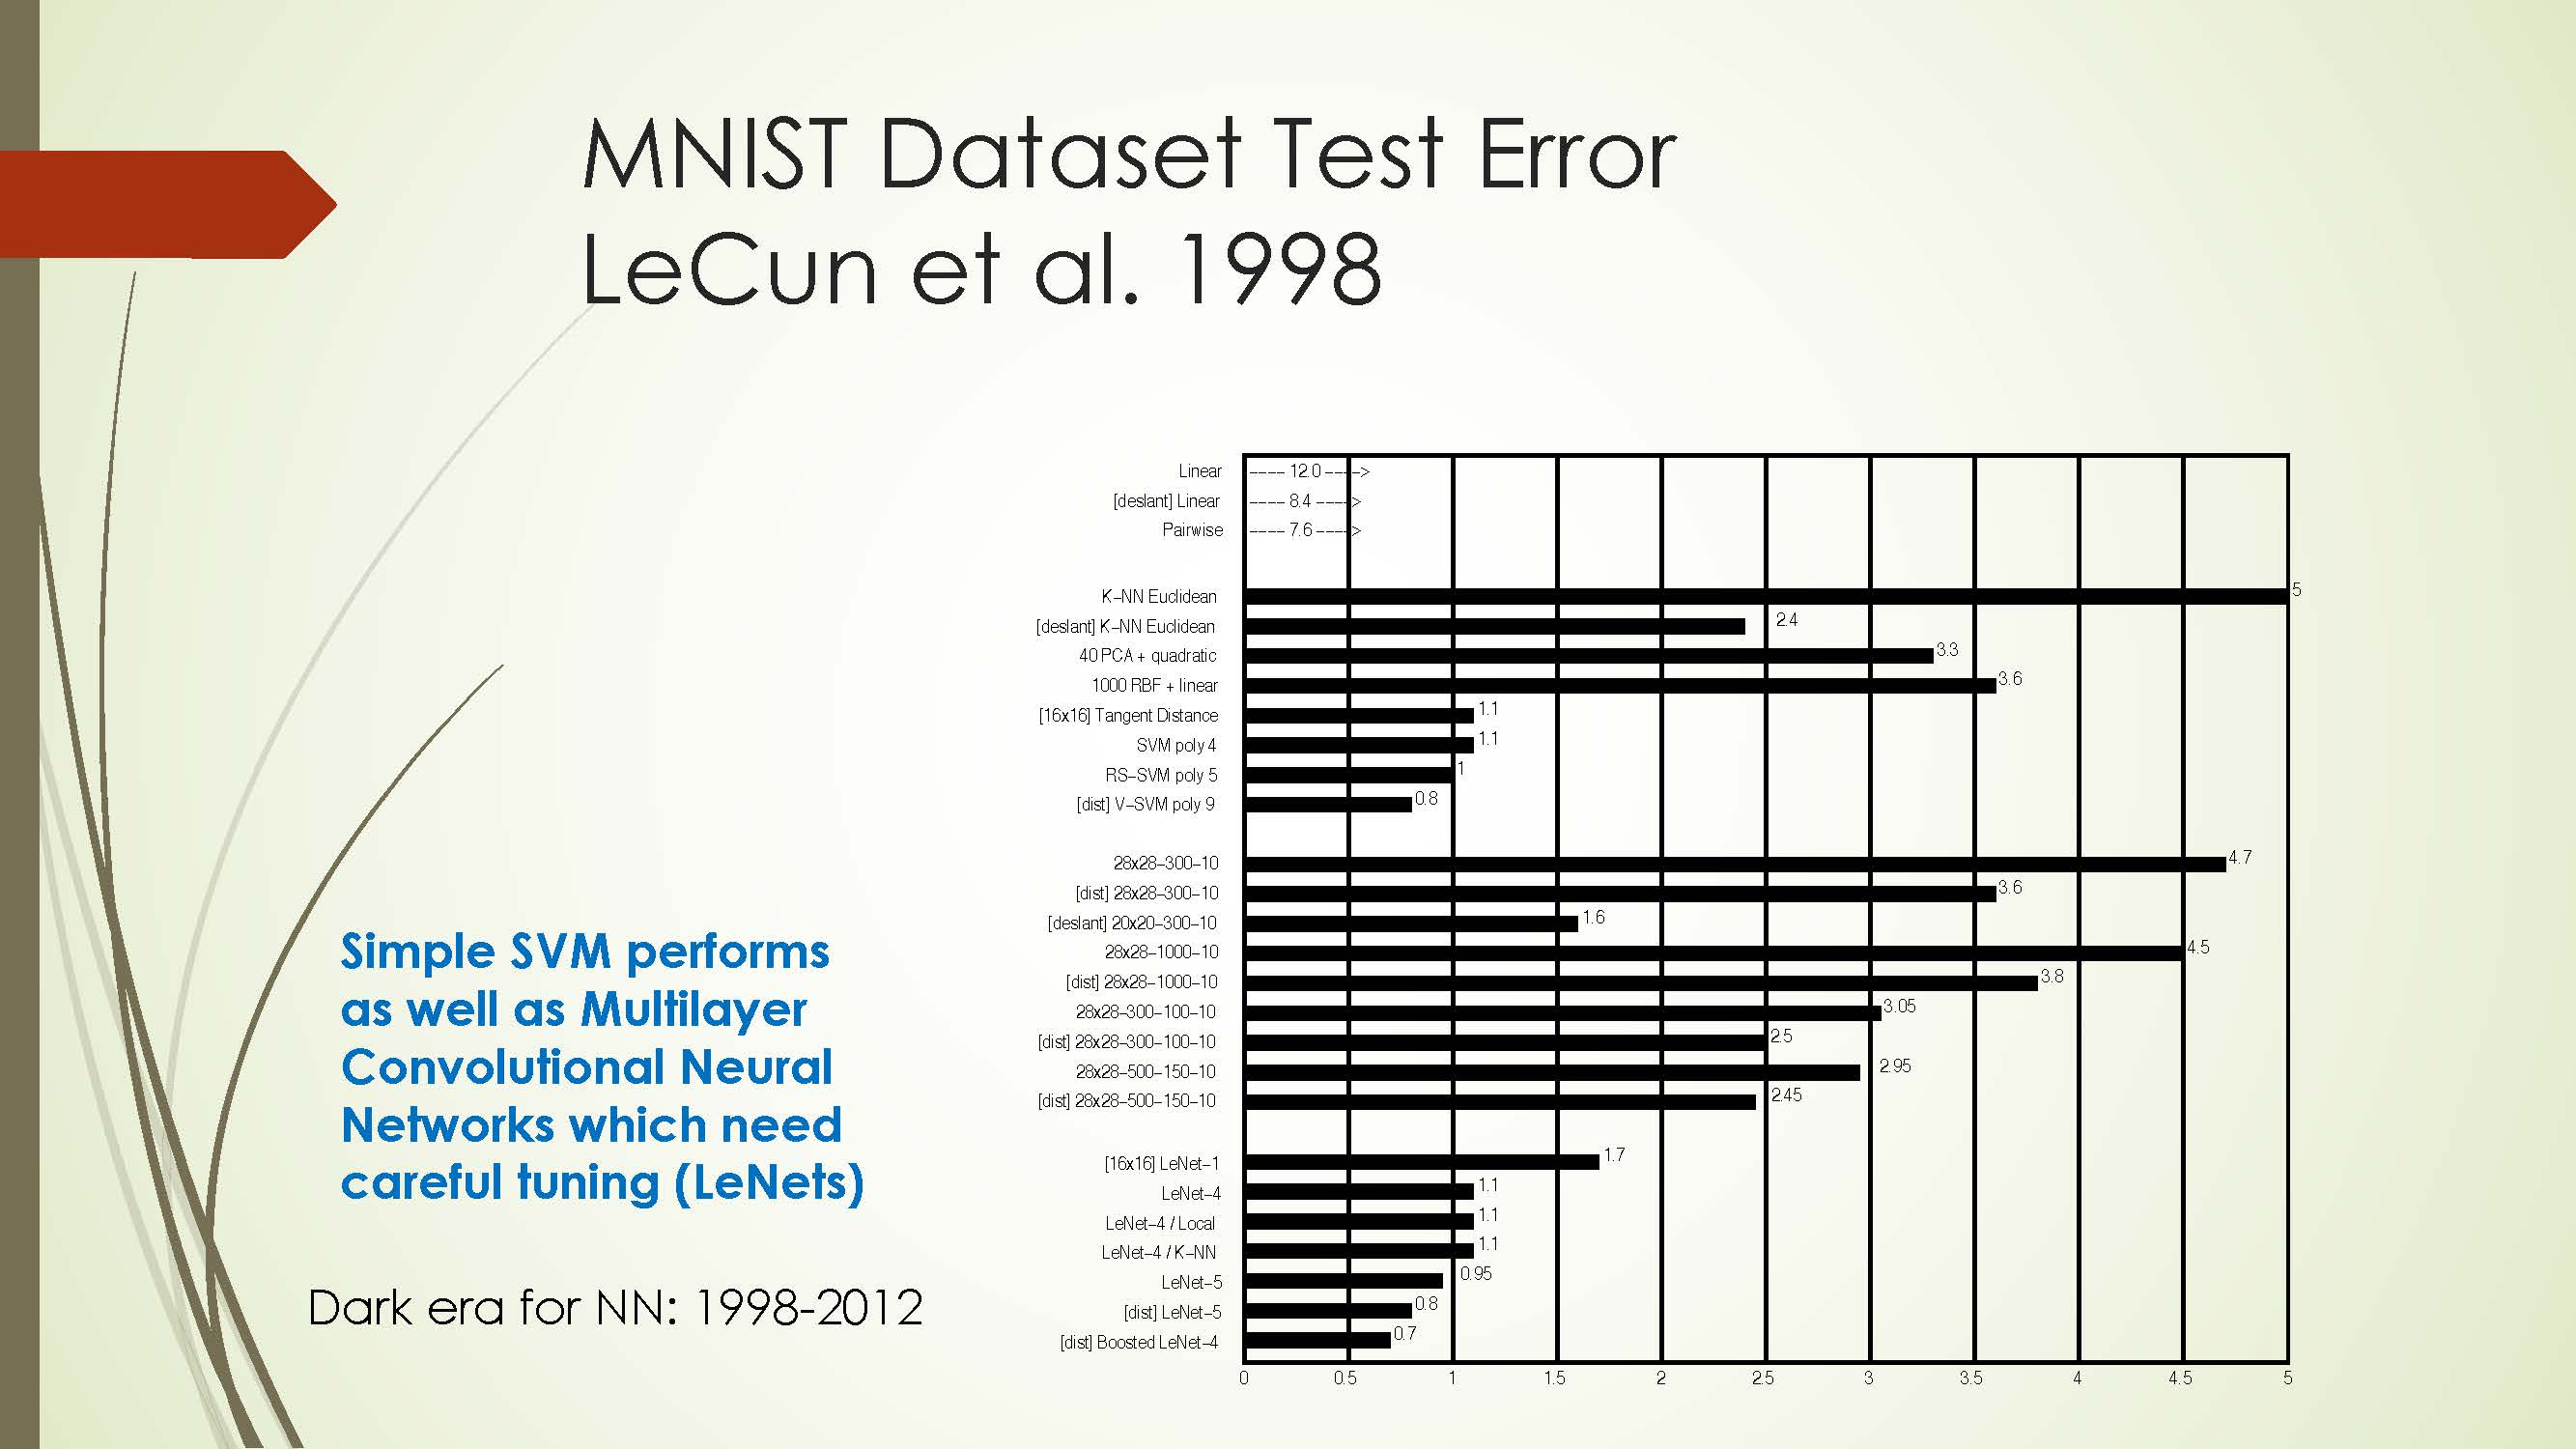 MNIST Dataset Test Error
LeCun et al. 1998
Simple SVM performs
as well as Multilayer
Convolutional Neural
Networks which need
careful tuning (LeNets)
Dark era for NN: 1998-2012
Linear ---- 12.0 ---->
[deslant] Linear ---- 8.4 ---->
Pairwise ---- 7.6 ---->
K-NN Euclidean 5
[deslant] K-NN Euclidean 2.4
40 PCA + quadratic 3.3
1000 RBF + linear 3.6
[16x16] Tangent Distance 1.1
SVM poly 4 1.1
RS-SVM poly 5 1
[dist] V-SVM poly 9 0.8
28x28-300-10 4.7
[dist] 28x28-300-10 3.6
[deslant] 20x20-300-10 1.6
28x28-1000-10 4.5
[dist] 28x28-1000-10 3.8
28x28-300-100-10 3.05
[dist] 28x28-300-100-10 2.5
28x28-500-150-10 2.95
[dist] 28x28-500-150-10 2.45
[16x16] LeNet-1 1.7
LeNet-4 1.1
LeNet-4 / Local 1.1
LeNet-4 / K-NN 1.1
LeNet-5 0.95
[dist] LeNet-5 0.8
[dist] Boosted LeNet-4 0.7
0 0.5 1 1.5 2 2.5 3 3.5 4 4.5 5